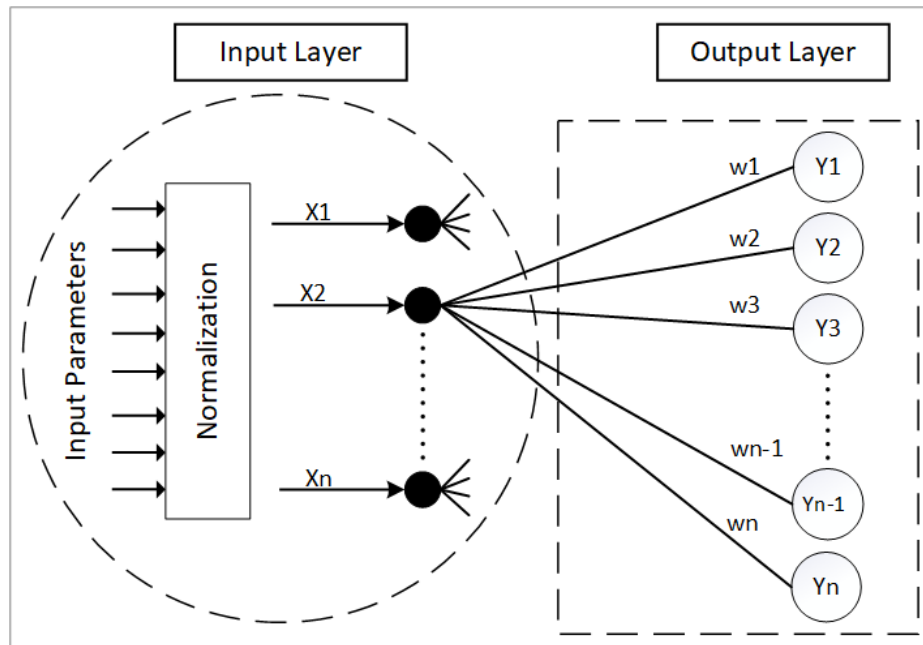 Input Layer
Output Layer
Input Parameters
Normalization
X1
X2
Xn
w1
w2
w3
wn-1
wn
Y1
Y2
Y3
Yn-1
Yn